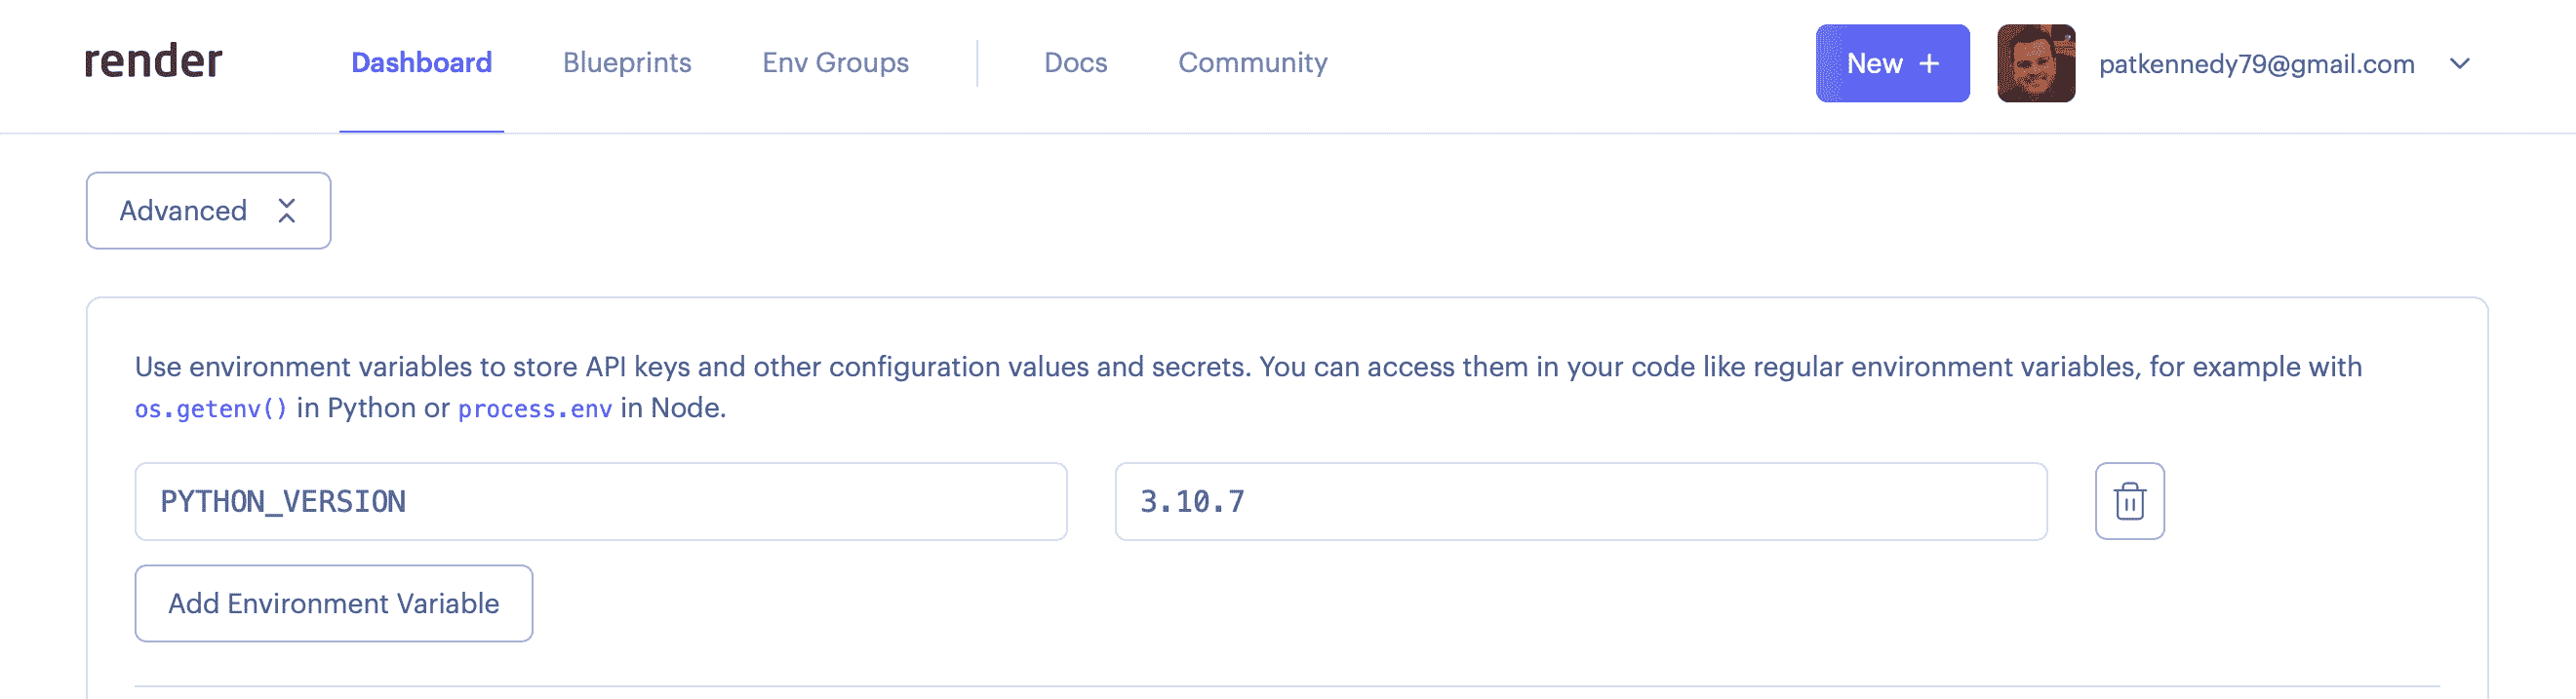 render Dashboard Blueprints Env Groups Docs Community New + patkennedy79@gmail.com
Advanced
Use environment variables to store API keys and other configuration values and secrets. You can access them in your code like regular environment variables, for example with
os.getenv() in Python or process.env in Node.
PYTHON_VERSION 3.10.7
Add Environment Variable